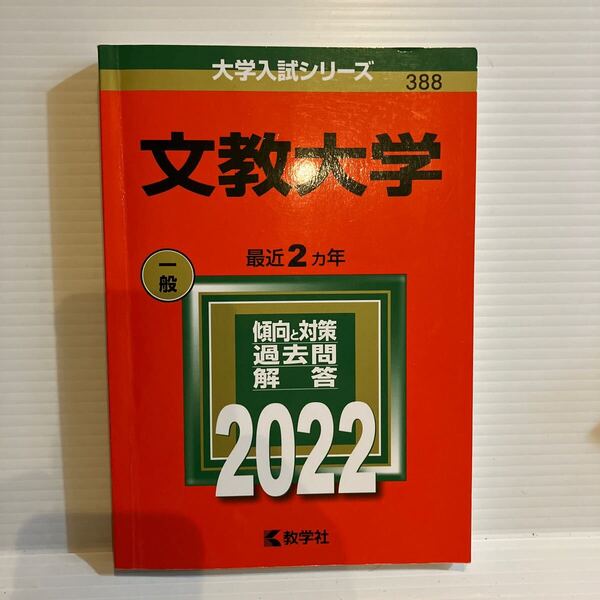 大学入試シリーズ
388
文教大学
最近2ヵ年
一般
傾向と対策
過去問
解答
2022
教学社